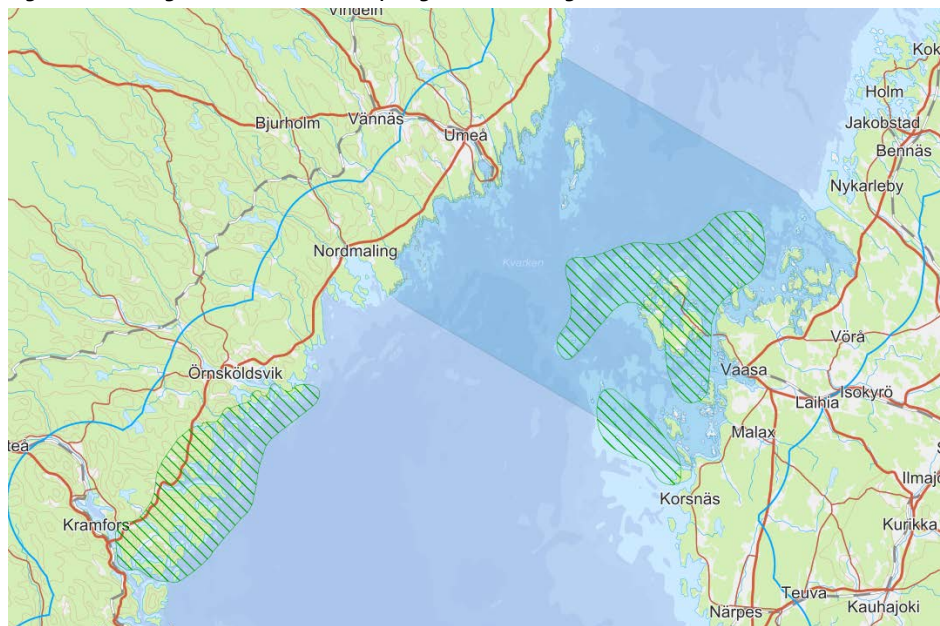 Vindeln
Kok
Holm
Jakobstad
Bennäs
Bjurholm
Vännäs
Umeå
Nykarleby
Nordmaling
Kvarken
Vörå
Vaasa
Örnsköldsvik
Isokyrö
Laihia
Malax
teå
S
Ilmajo
Korsnäs
Kramfors
Kurikka
Teuva
Närpes
Kauhajoki